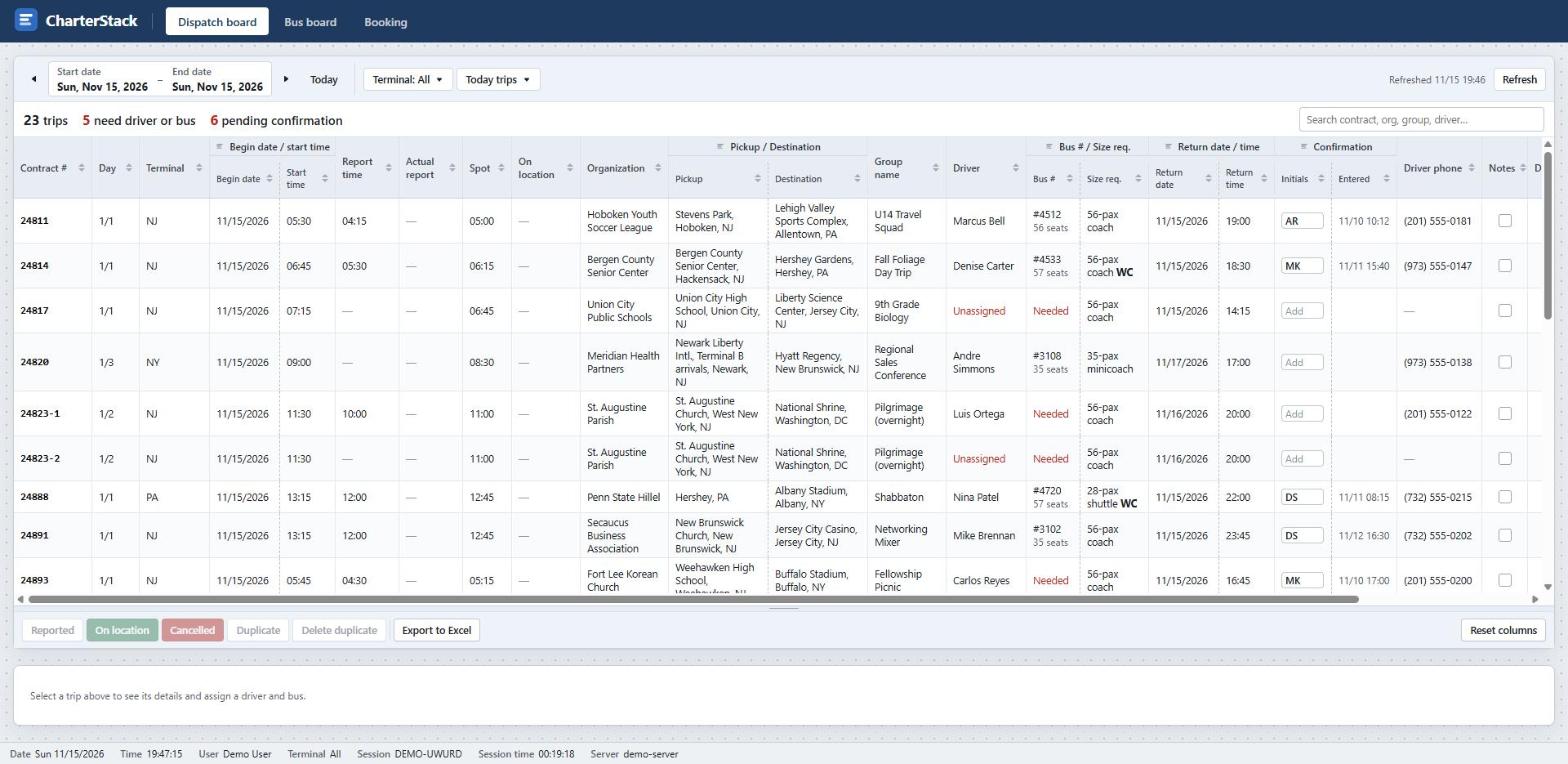 CharterStack Dispatch board Bus board Booking
Start date
Sun, Nov 15, 2026
–
End date
Sun, Nov 15, 2026
Today
Terminal: All
Today trips
Refreshed 11/15 19:46
Refresh
23 trips 5 need driver or bus 6 pending confirmation
Search contract, org, group, driver...
Begin date / start time Pickup / Destination Bus # / Size req. Return date / time Confirmation
Contract # Day Terminal Begin date Start time Report time Actual report Spot On location Organization Pickup Destination Group name Driver Bus # Size req. Return date Return time Initials Entered Driver phone Notes D
24811 1/1 NJ 11/15/2026 05:30 04:15 — 05:00 — Hoboken Youth Soccer League Stevens Park, Hoboken, NJ Lehigh Valley Sports Complex, Allentown, PA U14 Travel Squad Marcus Bell #4512 56 seats 56-pax coach 11/15/2026 19:00 AR 11/10 10:12 (201) 555-0181
24814 1/1 NJ 11/15/2026 06:45 05:30 — 06:15 — Bergen County Senior Center Bergen County Senior Center, Hackensack, NJ Hershey Gardens, Hershey, PA Fall Foliage Day Trip Denise Carter #4533 57 seats 56-pax coach WC 11/15/2026 18:30 MK 11/11 15:40 (973) 555-0147
24817 1/1 NJ 11/15/2026 07:15 — — 06:45 — Union City Public Schools Union City High School, Union City, NJ Liberty Science Center, Jersey City, NJ 9th Grade Biology Unassigned Needed 56-pax coach 11/15/2026 14:15 Add —
24820 1/3 NY 11/15/2026 09:00 — — 08:30 — Meridian Health Partners Newark Liberty Intl., Terminal B arrivals, Newark, NJ Hyatt Regency, New Brunswick, NJ Regional Sales Conference Andre Simmons #3108 35 seats 35-pax minicoach 11/17/2026 17:00 Add (973) 555-0138
24823-1 1/2 NJ 11/15/2026 11:30 10:00 — 11:00 — St. Augustine Parish St. Augustine Church, West New York, NJ National Shrine, Washington, DC Pilgrimage (overnight) Luis Ortega Needed 56-pax coach 11/16/2026 20:00 Add (201) 555-0122
24823-2 1/2 NJ 11/15/2026 11:30 — — 11:00 — St. Augustine Parish St. Augustine Church, West New York, NJ National Shrine, Washington, DC Pilgrimage (overnight) Unassigned Needed 56-pax coach 11/16/2026 20:00 Add —
24888 1/1 PA 11/15/2026 13:15 12:00 — 12:45 — Penn State Hillel Hershey, PA Albany Stadium, Albany, NY Shabbaton Nina Patel #4720 57 seats 28-pax shuttle WC 11/15/2026 22:00 DS 11/11 08:15 (732) 555-0215
24891 1/1 NJ 11/15/2026 13:15 12:00 — 12:45 — Secaucus Business Association New Brunswick Church, New Brunswick, NJ Jersey City Casino, Jersey City, NJ Networking Mixer Mike Brennan #3102 35 seats 56-pax coach 11/15/2026 23:45 DS 11/12 16:30 (732) 555-0202
24893 1/1 NJ 11/15/2026 05:45 04:30 — 05:15 — Fort Lee Korean Church Weehawken High School, Weehawken, NJ Buffalo Stadium, Buffalo, NY Fellowship Picnic Carlos Reyes Needed 56-pax coach 11/15/2026 16:45 MK 11/10 17:00 (201) 555-0200
Reported On location Cancelled Duplicate Delete duplicate Export to Excel Reset columns
Select a trip above to see its details and assign a driver and bus.
Date Sun 11/15/2026 Time 19:47:15 User Demo User Terminal All Session DEMO-UWURD Session time 00:19:18 Server demo-server